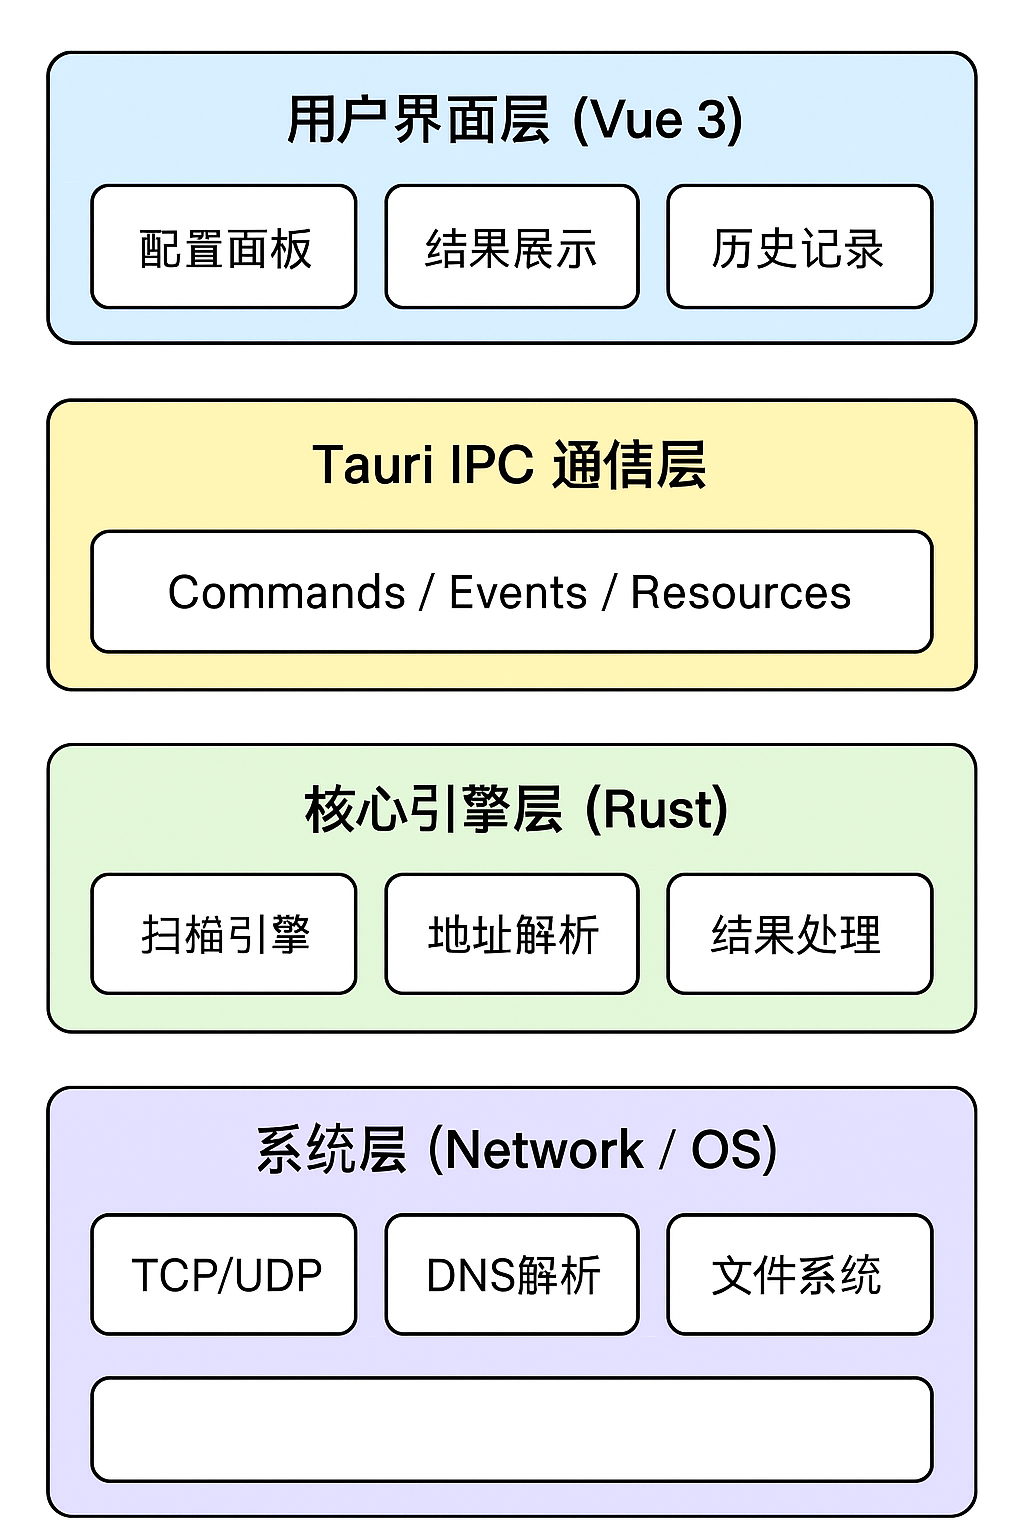 用户界面层 (Vue 3)
配置面板
结果展示
历史记录
Tauri IPC 通信层
Commands / Events / Resources
核心引擎层 (Rust)
扫描引擎
地址解析
结果处理
系统层 (Network / OS)
TCP/UDP
DNS解析
文件系统